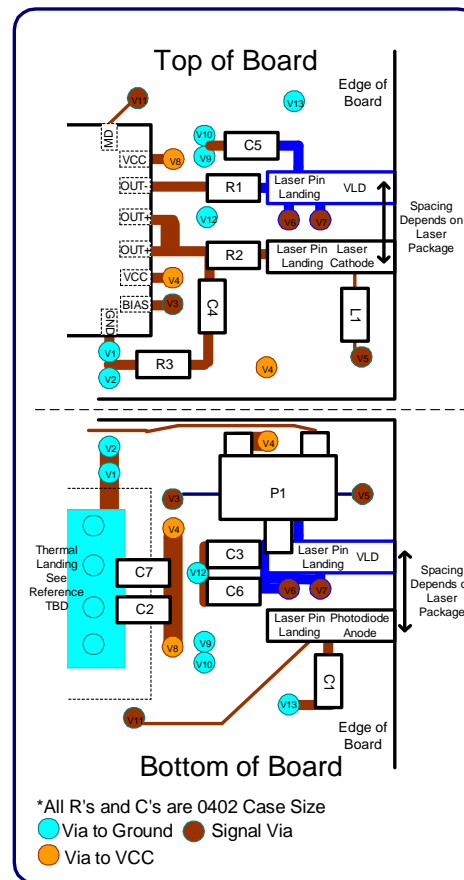 Top of Board
Edge of
Board
V11
V13
V10
V9
C5
MD
VCC
V8
OUT-
R1
Laser Pin
Landing
VLD
V6
V7
Spacing
Depends on
Laser
Package
OUT+
V12
OUT+
R2
Laser Pin
Landing
Laser
Cathode
VCC
V4
BIAS
V3
C4
L1
GND
V1
V2
R3
V4
V5
V2
V1
V4
P1
V3
V5
V4
Thermal
Landing
See
Reference
TBD
C7
C2
C3
C6
V12
Laser Pin
Landing
VLD
V6
V7
Spacing
Depends o
Laser
Package
Laser Pin
Landing
Photodiode
Anode
V8
V9
V10
C1
V13
V11
Edge of
Board
Bottom of Board
*All R's and C's are 0402 Case Size
Via to Ground
Signal Via
Via to VCC